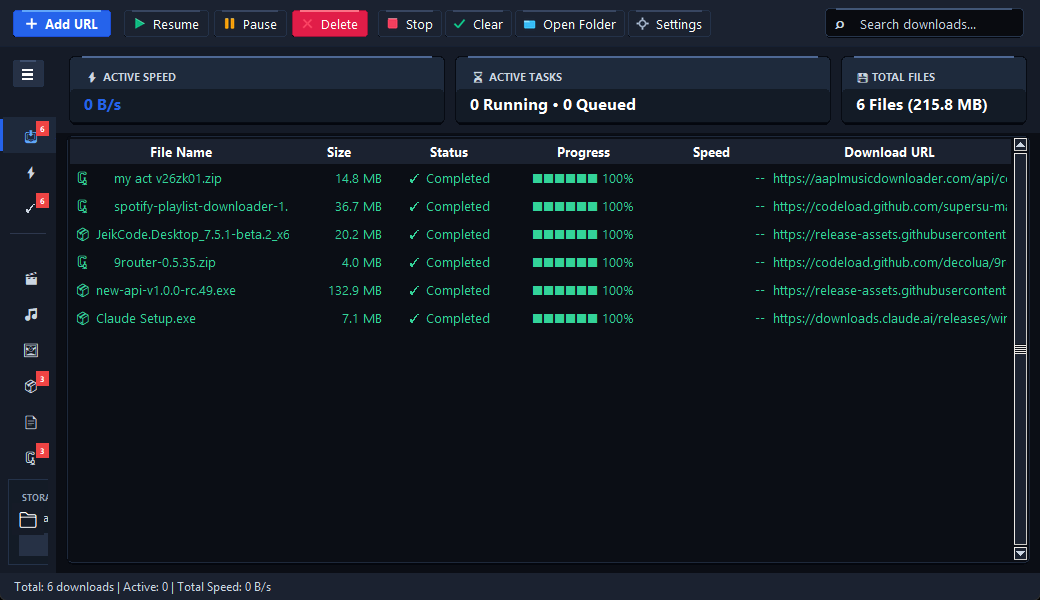 + Add URL Resume Pause Delete Stop Clear Open Folder Settings Search downloads...
ACTIVE SPEED ACTIVE TASKS TOTAL FILES
0 B/s 0 Running • 0 Queued 6 Files (215.8 MB)
6
6
3
3
STORA
a
File Name Size Status Progress Speed Download URL
my act v26zk01.zip 14.8 MB ✓ Completed 100% -- https://aaplmusicdownloader.com/api/c
spotify-playlist-downloader-1. 36.7 MB ✓ Completed 100% -- https://codeload.github.com/supersu-m
JeikCode.Desktop_7.5.1-beta.2_x6 20.2 MB ✓ Completed 100% -- https://release-assets.githubusercontent
9router-0.5.35.zip 4.0 MB ✓ Completed 100% -- https://codeload.github.com/decolua/9r
new-api-v1.0.0-rc.49.exe 132.9 MB ✓ Completed 100% -- https://release-assets.githubusercontent
Claude Setup.exe 7.1 MB ✓ Completed 100% -- https://downloads.claude.ai/releases/wi
Total: 6 downloads | Active: 0 | Total Speed: 0 B/s